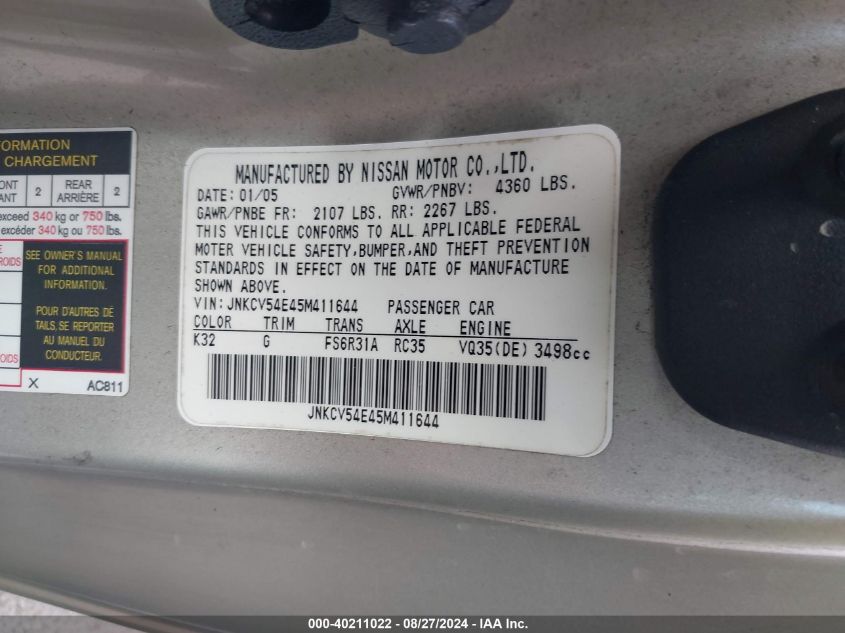 FORMATION
CHARGEMENT
2
REAR
ARRIÈRE
2
exceed 340 kg or 750 lbs.
excéder 340 kg ou 750 lbs.
SEE OWNER'S MANUAL
FOR ADDITIONAL
INFORMATION.
POUR D'AUTRES DE
TAILS, SE REPORTER
AU MANUEL DU
CONDUCTEUR.
X AC811
MANUFACTURED BY NISSAN MOTOR CO.,LTD.
DATE: 01/05 GVWR/PNBV: 4360 LBS.
GAWR/PNBE FR: 2107 LBS. RR: 2267 LBS.
THIS VEHICLE CONFORMS TO ALL APPLICABLE FEDERAL
MOTOR VEHICLE SAFETY,BUMPER,AND THEFT PREVENTION
STANDARDS IN EFFECT ON THE DATE OF MANUFACTURE
SHOWN ABOVE.
VIN:JNKCV54E45M411644 PASSENGER CAR
COLOR TRIM TRANS AXLE ENGINE
K32 G FS6R31A RC35 VQ35(DE) 3498cc
JNKCV54E45M411644
000-40211022 - 08/27/2024 - IAA Inc.